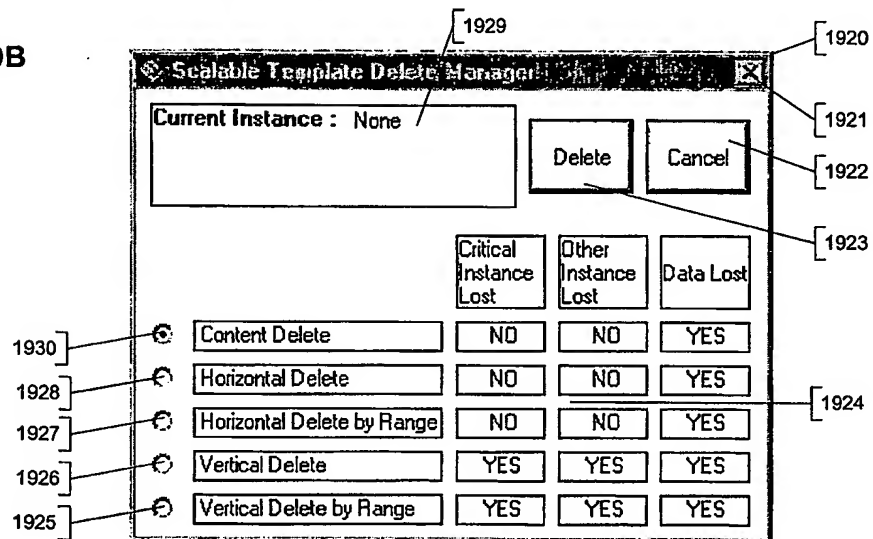 1929
1920
9B
Scalable Template Delete Manager
1921
Current Instance : None
Delete
Cancel
1922
1923
Critical Instance Lost
Other Instance Lost
Data Lost
1930
Content Delete
NO
NO
YES
1928
Horizontal Delete
NO
NO
YES
1924
1927
Horizontal Delete by Range
NO
NO
YES
1926
Vertical Delete
YES
YES
YES
1925
Vertical Delete by Range
YES
YES
YES